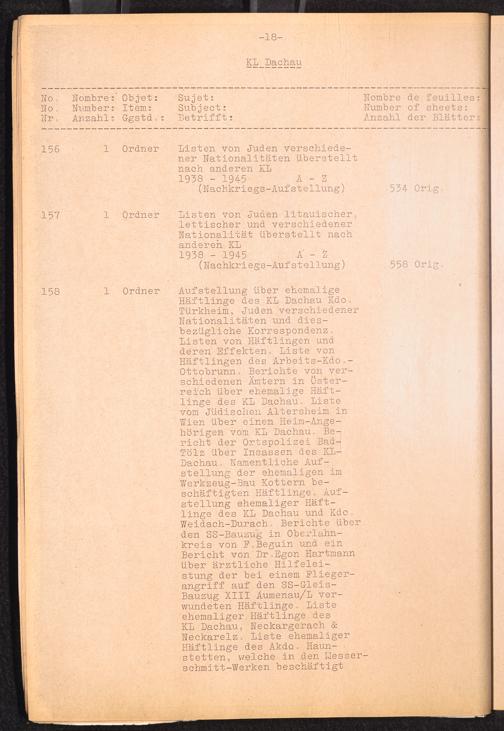 -18-
KL Dachau
No. Nombre: Objet: Sujet: Nombre de feuilles:
No. Number: Item: Subject: Number of sheets:
Nr. Anzahl: Ggstd.: Betrifft: Anzahl der Blätter:
156 1 Ordner Listen von Juden verschiede-
ner Nationalitäten überstellt
nach anderen KL
1938 - 1945 A - Z
(Nachkriegs-Aufstellung) 534 Orig.
157 1 Ordner Listen von Juden litauischer,
lettischer und verschiedener
Nationalität überstellt nach
anderen KL
1938 - 1945 A - Z
(Nachkriegs-Aufstellung) 558 Orig.
158 1 Ordner Aufstellung über ehemalige
Häftlinge des KL Dachau Kdo.
Türkheim, Juden verschiedener
Nationalitäten und dies-
bezügliche Korrespondenz.
Listen von Häftlingen und
deren Effekten. Liste von
Häftlingen des Arbeits-Kdo.-
Ottobrunn. Berichte von ver-
schiedenen Ämtern in Öster-
reich über ehemalige Häft-
linge des KL Dachau. Liste
vom Jüdischen Altersheim in
Wien über einen Heim-Ange-
hörigen vom KL Dachau. Be-
richt der Ortspolizei Bad-
Tölz über Insassen des KL-
Dachau. Namentliche Auf-
stellung der ehemaligen im
Werkzeug-Bau Kottern be-
schäftigten Häftlinge. Auf-
stellung ehemaliger Häft-
linge des KL Dachau und Kdo.
Weidach-Durach. Berichte über
den SS-Bauzug in Oberlahn-
kreis von F.Beguin und ein
Bericht von Dr.Egon Hartmann
über ärztliche Hilfelei-
stung der bei einem Flieger-
angriff auf den SS-Gleis-
Bauzug XIII Aumenau/L ver-
wundeten Häftlinge. Liste
ehemaliger Häftlinge des
KL Dachau, Neckargerach &
Neckarelz. Liste ehemaliger
Häftlinge des Akdo. Haun-
stetten, welche in den Messer-
schmitt-Werken beschäftigt